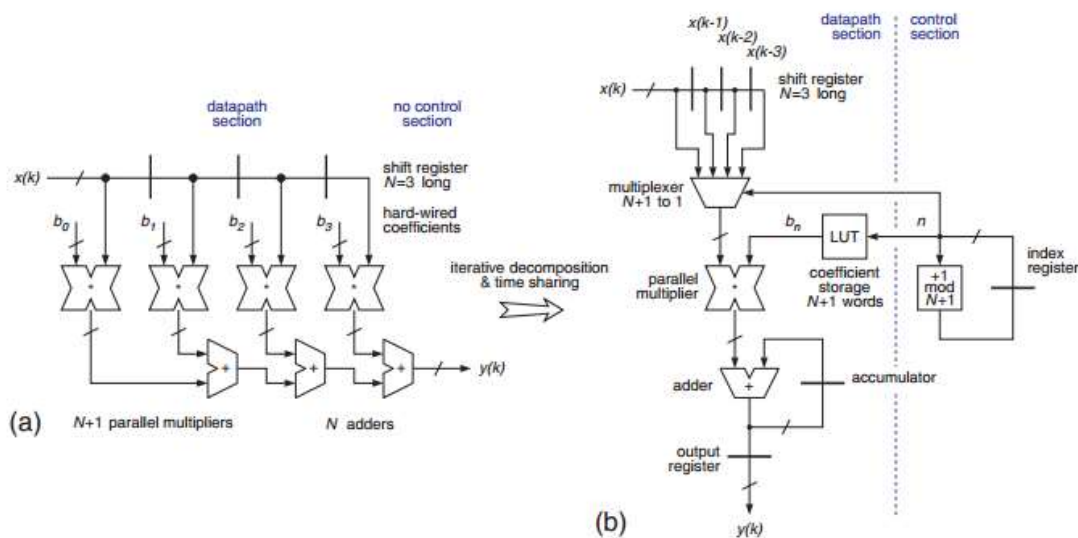 datapath
section
no control
section
x(k)
shift register
N=3 long
hard-wired
coefficients
b0
b1
b2
b3
*
*
*
*
+
+
+
y(k)
N+1 parallel multipliers
N adders
(a)
iterative decomposition
& time sharing
datapath
section
control
section
x(k-1)
x(k-2)
x(k-3)
x(k)
shift register
N=3 long
multiplexer
N+1 to 1
bn
LUT
n
coefficient
storage
N+1 words
+1
mod
N+1
index
register
parallel
multiplier
*
adder
+
accumulator
output
register
y(k)
(b)